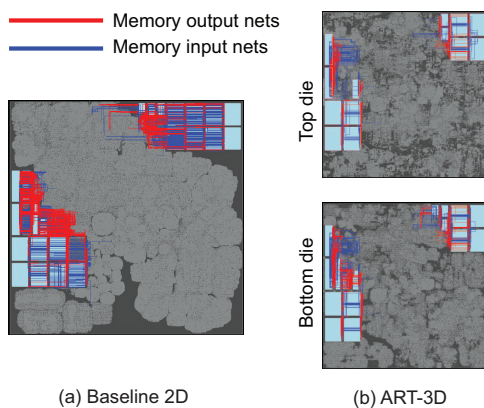 Memory output nets
Memory input nets
Top die
Bottom die
(a) Baseline 2D
(b) ART-3D